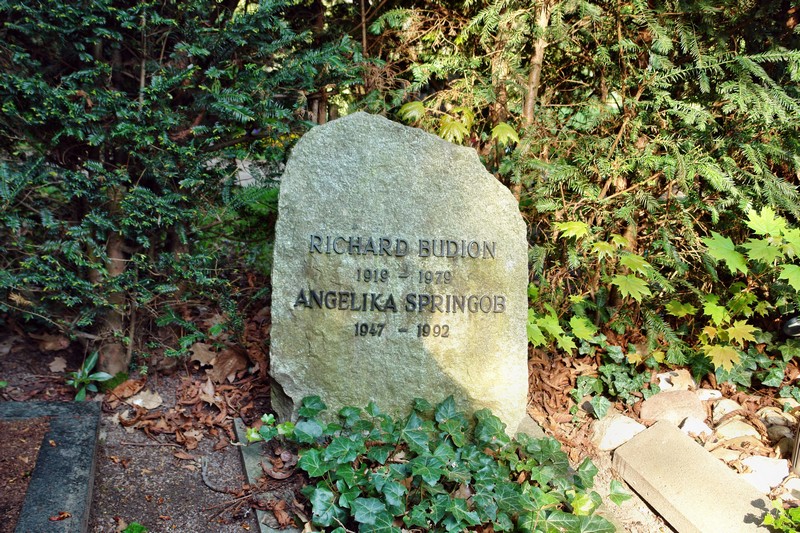 RICHARD BUDION
1919 - 1979
ANGELIKA SPRINGOB
1947 - 1992